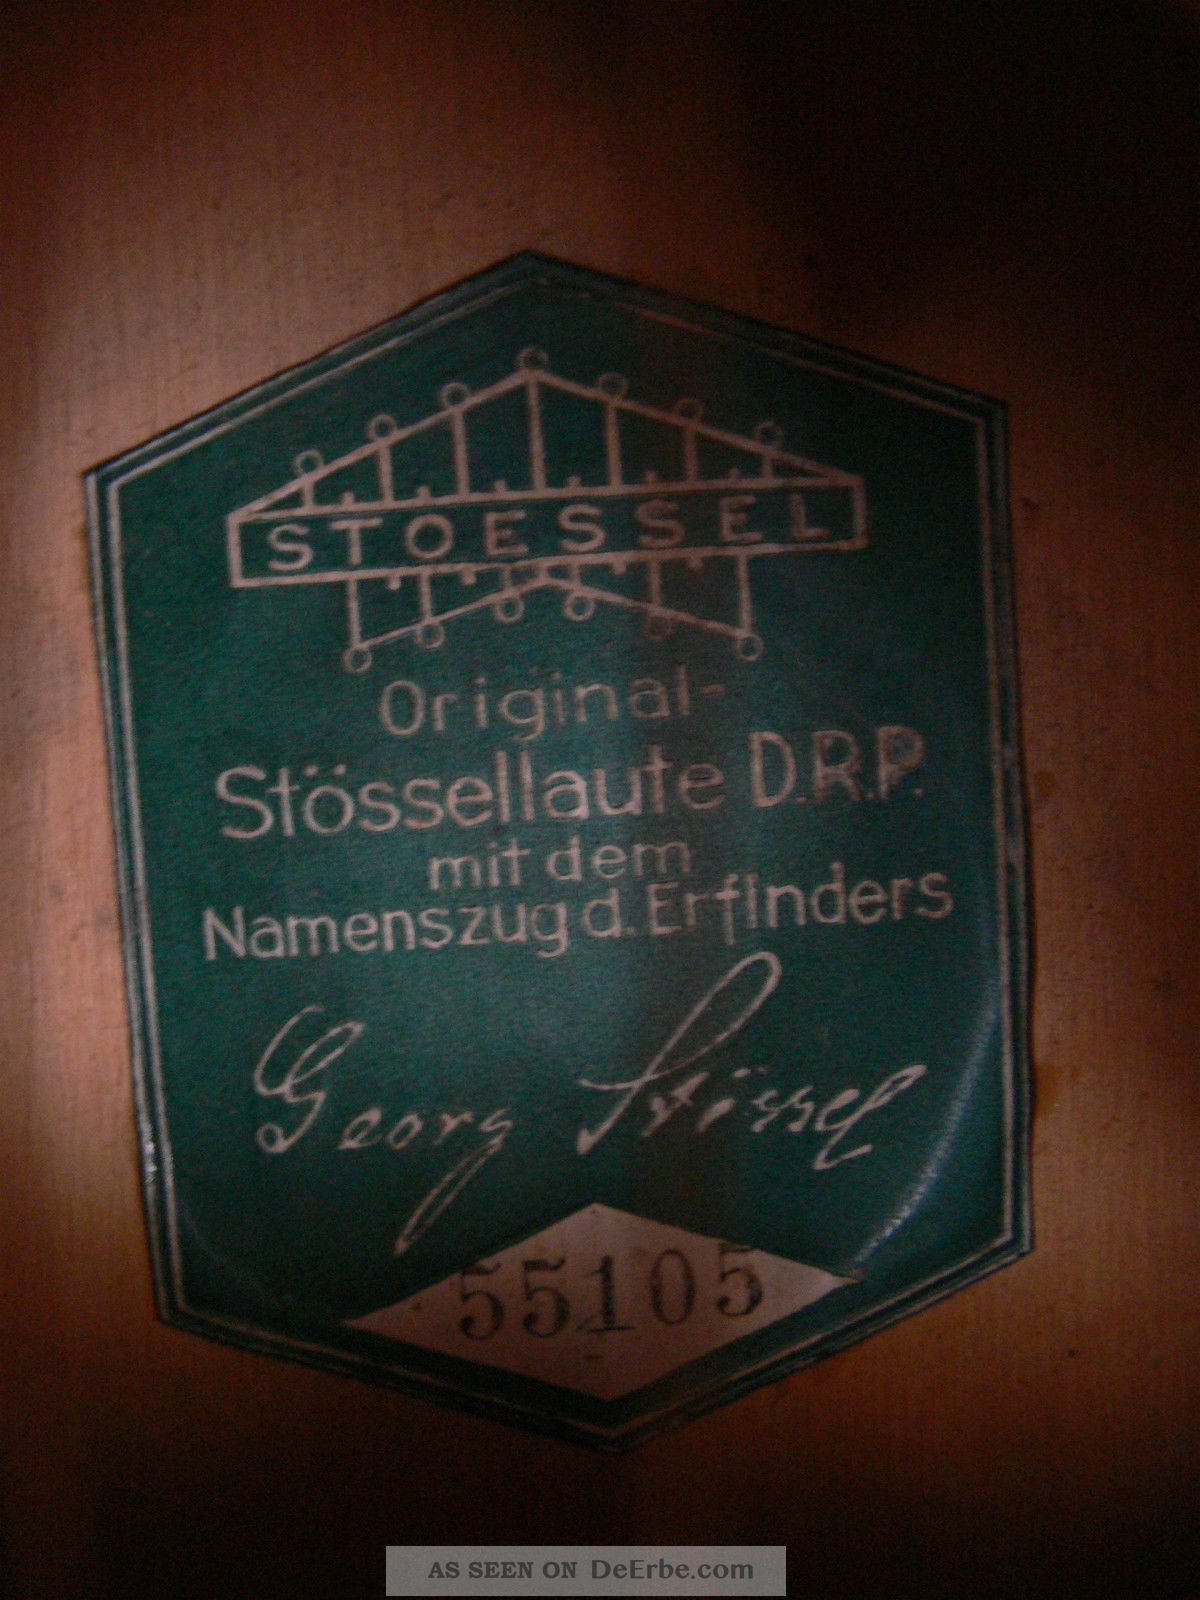 STOESSEL
Original-
Stössellaute D.R.P.
mit dem
Namenszug d. Erfinders
Georg Stössel
55105
AS SEEN ON DeErbe.com